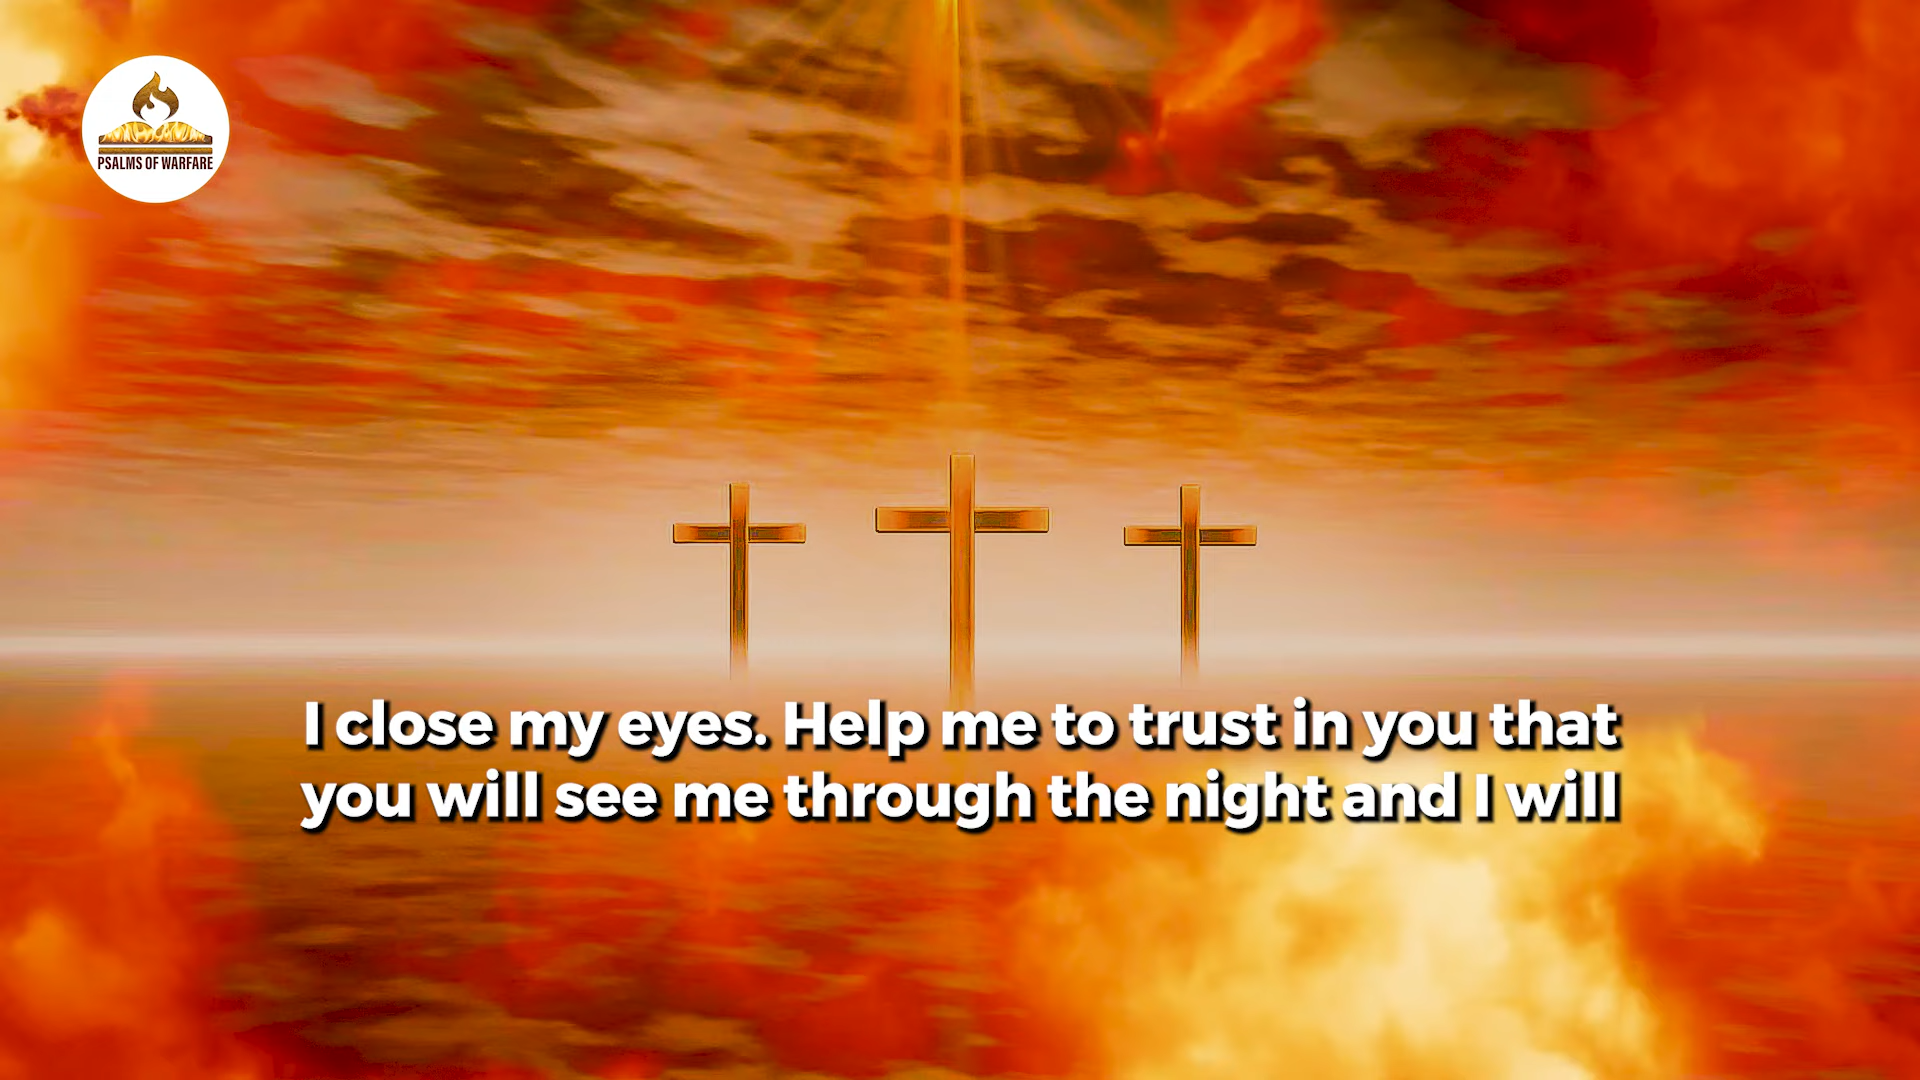 PSALMS OF WARFARE
I close my eyes. Help me to trust in you that
you will see me through the night and I will